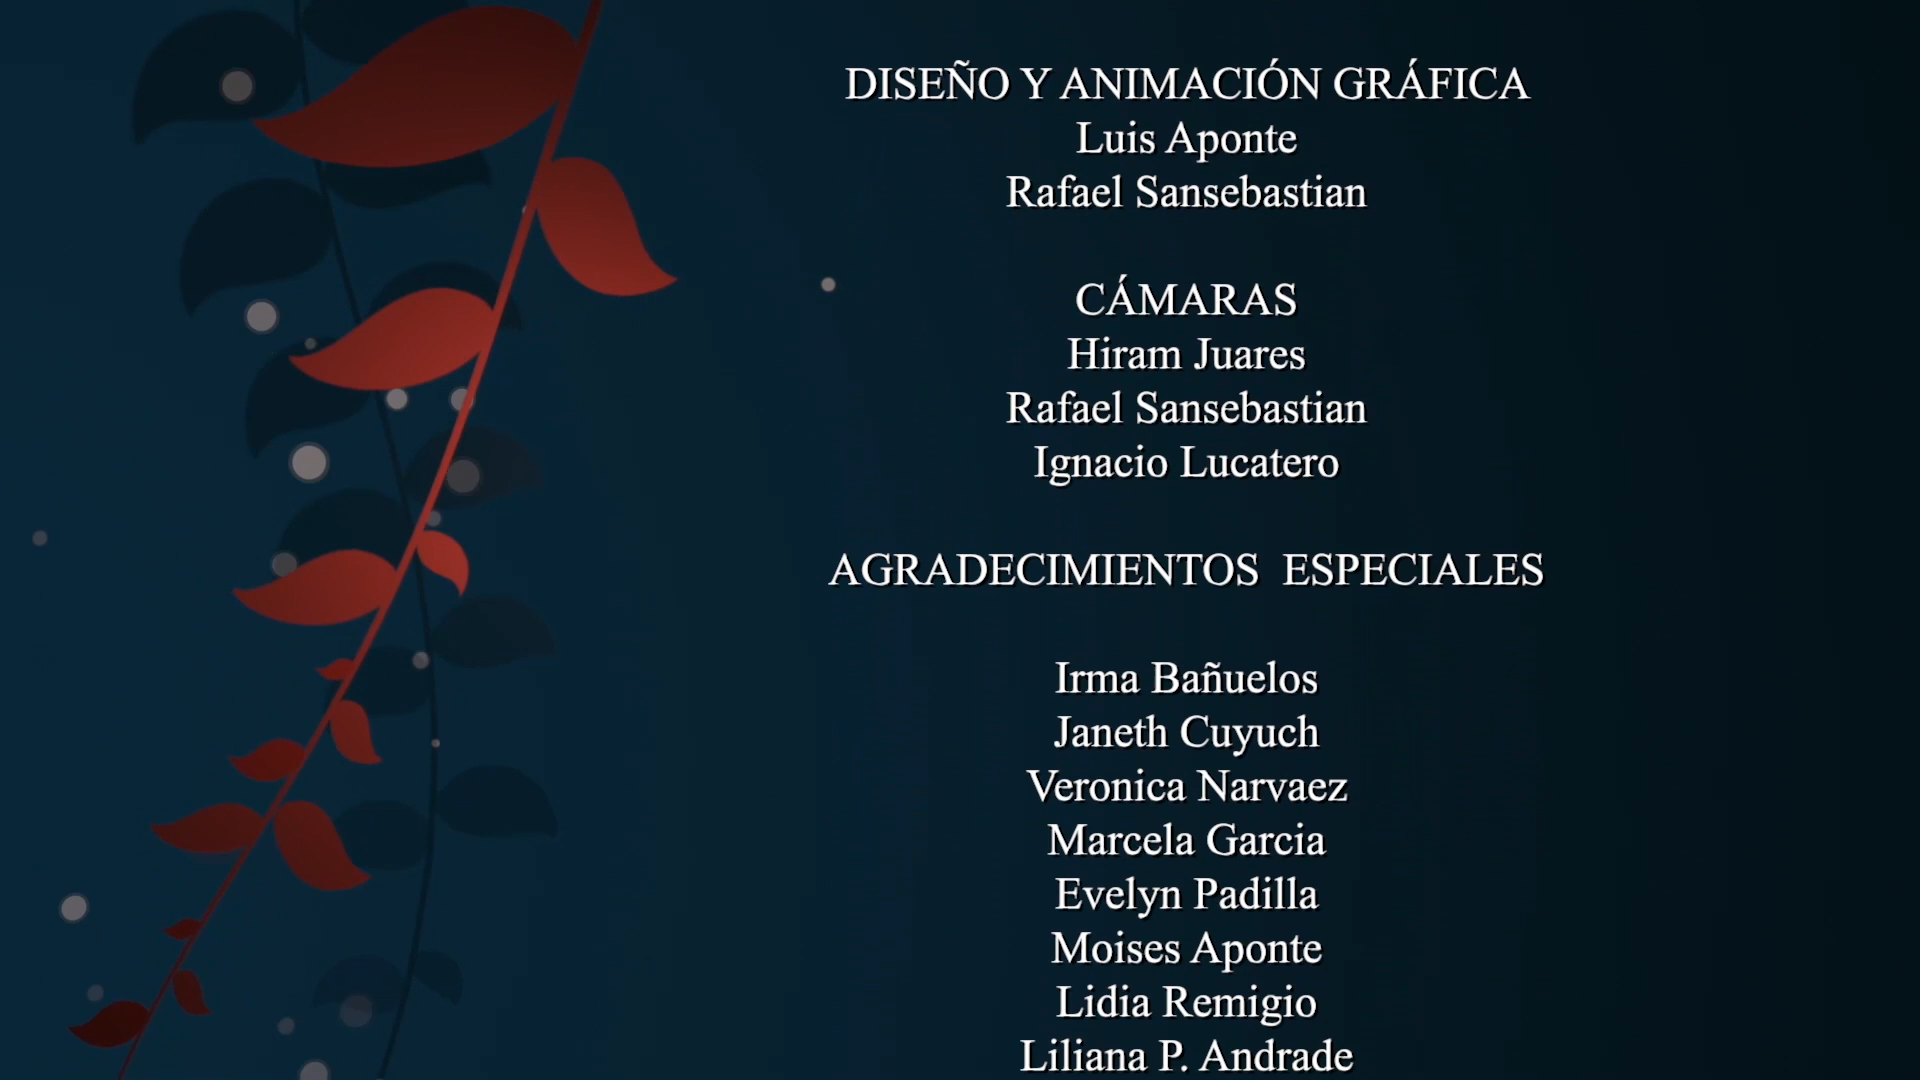 DISEÑO Y ANIMACIÓN GRÁFICA
Luis Aponte
Rafael Sansebastian
CÁMARAS
Hiram Juares
Rafael Sansebastian
Ignacio Lucatero
AGRADECIMIENTOS ESPECIALES
Irma Bañuelos
Janeth Cuyuch
Veronica Narvaez
Marcela Garcia
Evelyn Padilla
Moises Aponte
Lidia Remigio
Liliana P. Andrade